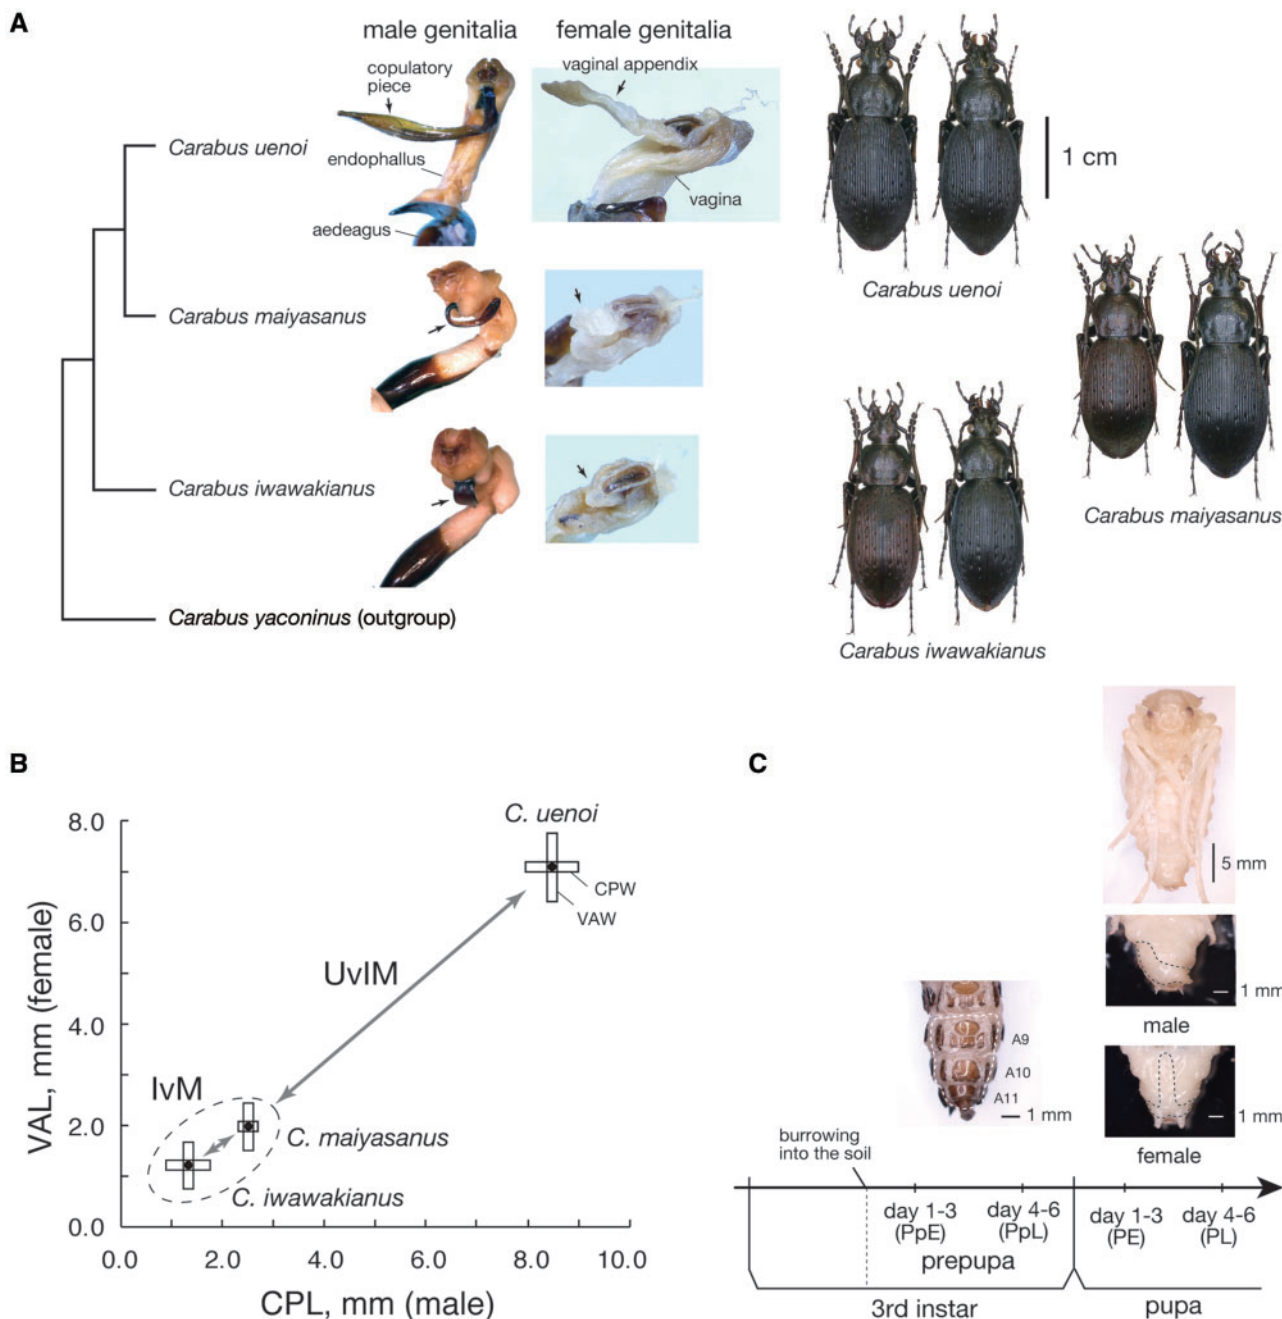 A
male genitalia
female genitalia
copulatory
piece
vaginal appendix
Carabus uenoi
endophallus
vagina
aedeagus
1 cm
Carabus uenoi
Carabus maiyasanus
Carabus maiyasanus
Carabus iwawakianus
Carabus yaconinus (outgroup)
Carabus iwawakianus
B
8.0
6.0
4.0
2.0
0.0
VAL, mm (female)
C. uenoi
CPW
VAW
UvIM
IvM
C. maiyasanus
C. iwawakianus
0.0
2.0
4.0
6.0
8.0
10.0
CPL, mm (male)
C
5 mm
1 mm
male
1 mm
female
A9
A10
A11
1 mm
burrowing
into the soil
day 1-3
(PpE)
day 4-6
(PpL)
day 1-3
(PE)
day 4-6
(PL)
prepupa
3rd instar
pupa